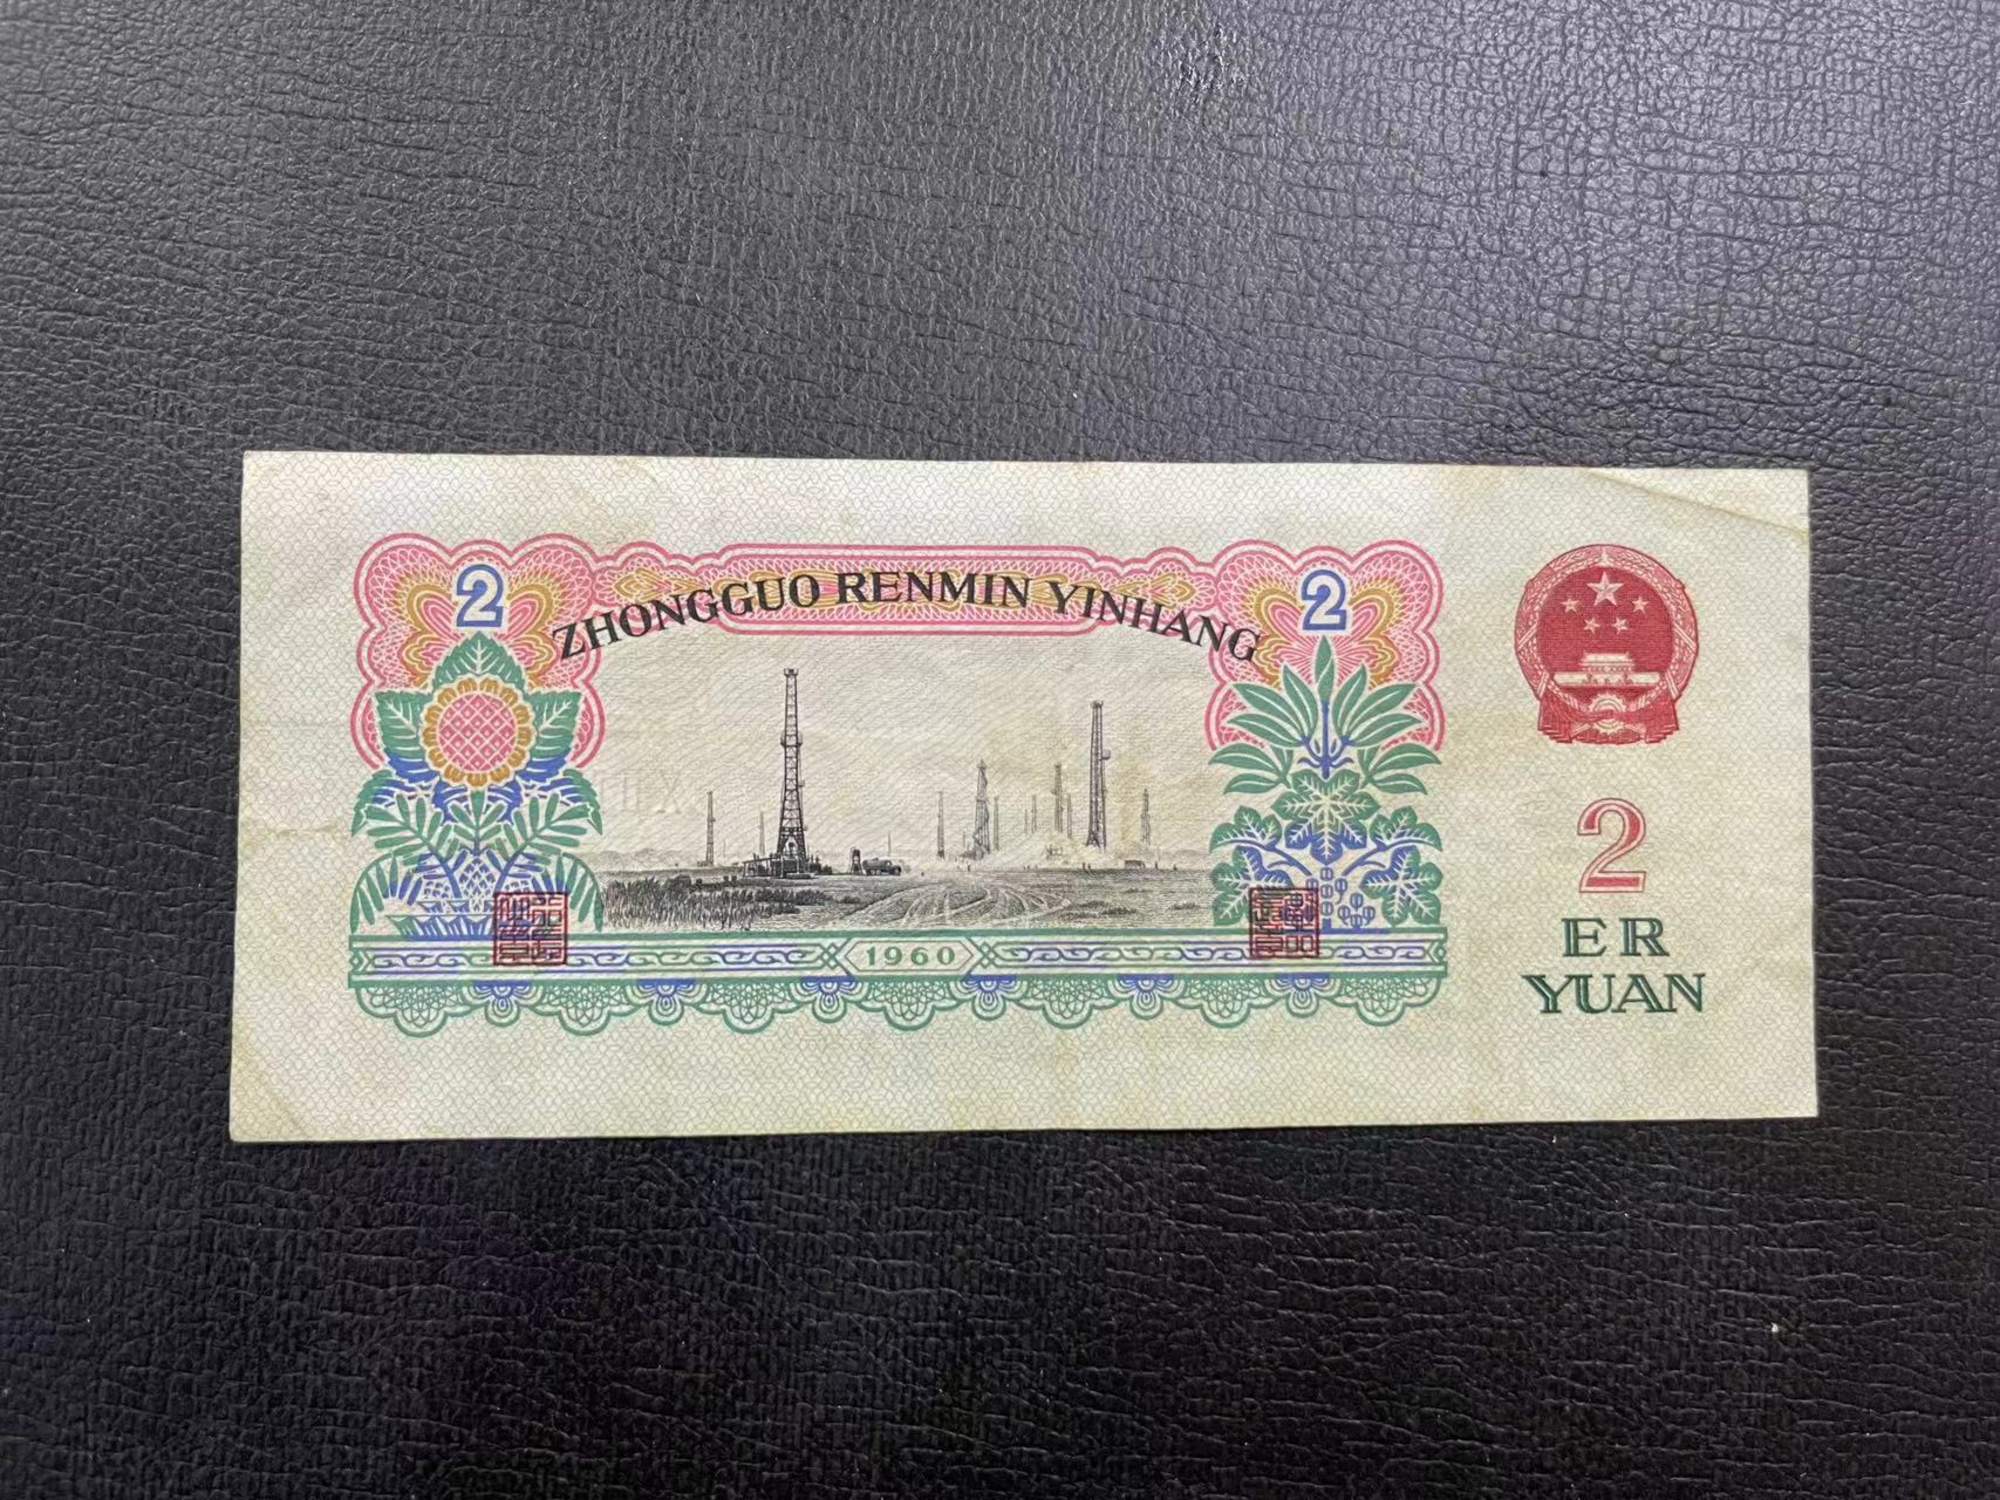 2
ZHONGGUO RENMIN YINHANG
2
1960
2
ER
YUAN